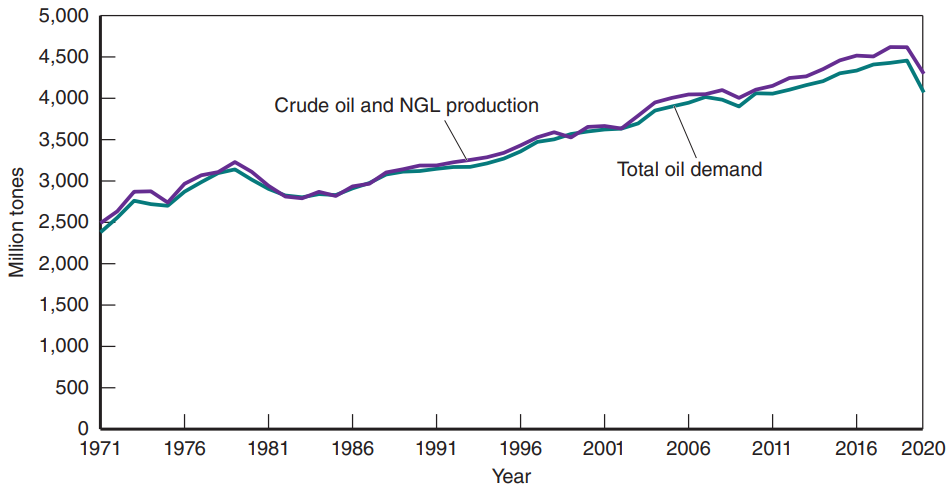 5,000
4,500
4,000
3,500
3,000
2,500
2,000
1,500
1,000
500
0
Million tones
Crude oil and NGL production
Total oil demand
1971 1976 1981 1986 1991 1996 2001 2006 2011 2016 2020
Year